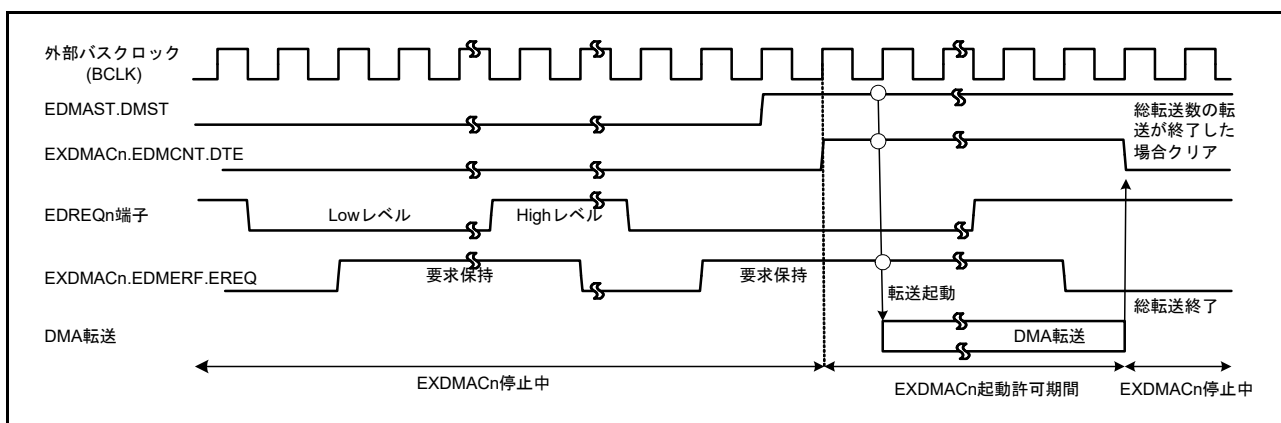 外部バスクロック
(BCLK)
EDMAST.DMST
総転送数の転
送が終了した
場合クリア
EXDMACn.EDMCNT.DTE
EDREQn端子
Lowレベル
Highレベル
EXDMACn.EDMERF.EREQ
要求保持
要求保持
転送起動
総転送終了
DMA転送
DMA転送
EXDMACn停止中
EXDMACn起動許可期間
EXDMACn停止中